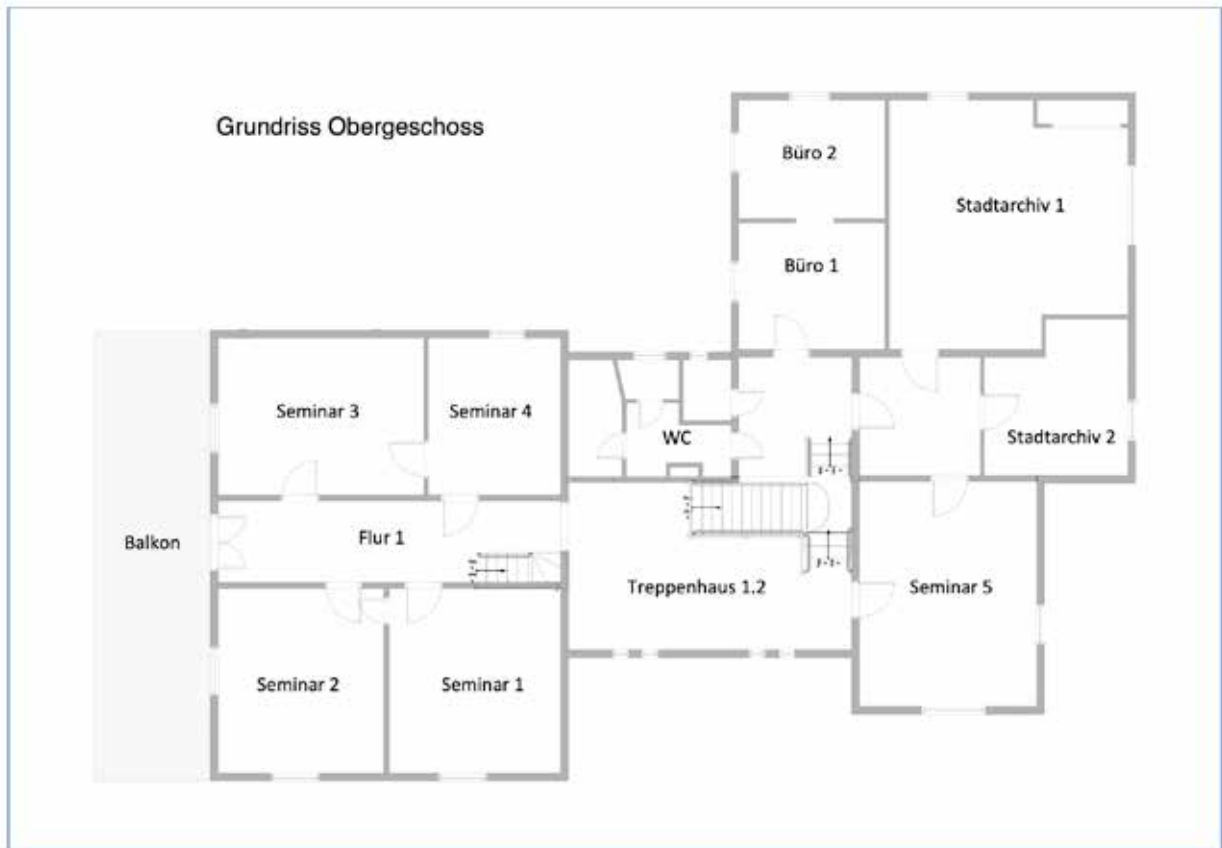 Grundriss Obergeschoss
Büro 2
Stadtarchiv 1
Büro 1
Seminar 3
Seminar 4
WC
Stadtarchiv 2
Balkon
Flur 1
Treppenhaus 1.2
Seminar 5
Seminar 2
Seminar 1